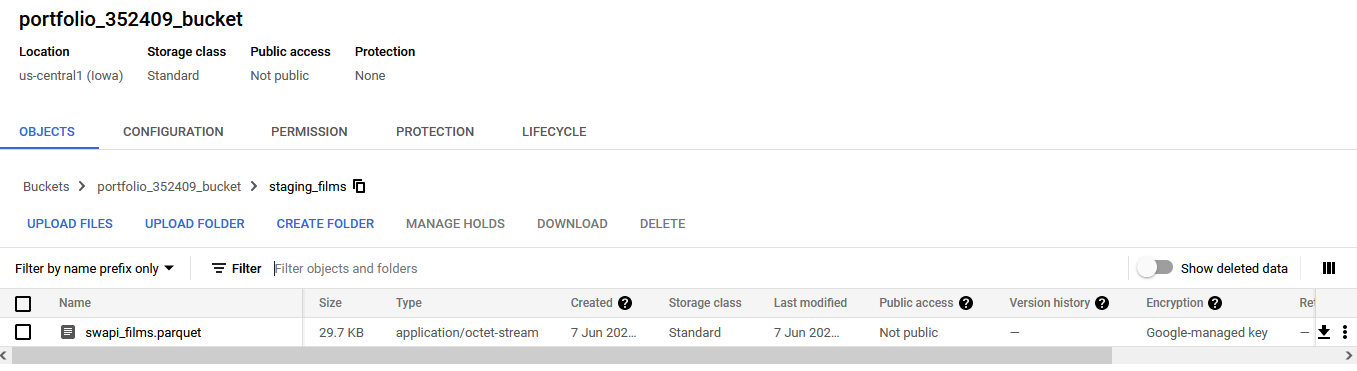 portfolio_352409_bucket
Location Storage class Public access Protection
us-central1 (Iowa) Standard Not public None
OBJECTS CONFIGURATION PERMISSION PROTECTION LIFECYCLE
Buckets > portfolio_352409_bucket > staging_films
UPLOAD FILES UPLOAD FOLDER CREATE FOLDER MANAGE HOLDS DOWNLOAD DELETE
Filter by name prefix only Filter Filter objects and folders Show deleted data
Name Size Type Created Storage class Last modified Public access Version history Encryption Ret
swapi_films.parquet 29.7 KB application/octet-stream 7 Jun 202… Standard 7 Jun 202… Not public — Google-managed key —